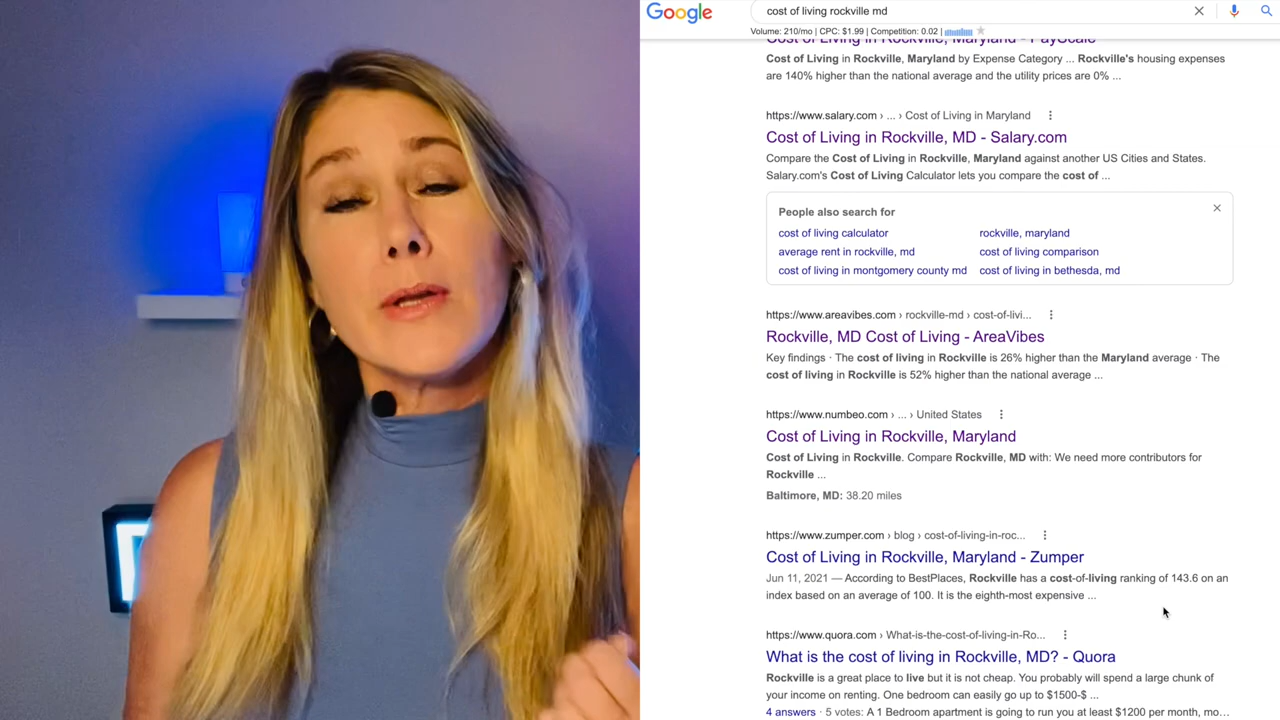 Google
cost of living rockville md
Volume: 210/mo | CPC: $1.99 | Competition: 0.02 |
Cost of Living in Rockville, Maryland - PayScale
Cost of Living in Rockville, Maryland by Expense Category ... Rockville's housing expenses
are 140% higher than the national average and the utility prices are 0% ...
https://www.salary.com › ... › Cost of Living in Maryland
Cost of Living in Rockville, MD - Salary.com
Compare the Cost of Living in Rockville, Maryland against another US Cities and States.
Salary.com's Cost of Living Calculator lets you compare the cost of ...
People also search for
cost of living calculator
rockville, maryland
average rent in rockville, md
cost of living comparison
cost of living in montgomery county md
cost of living in bethesda, md
https://www.areavibes.com › rockville-md › cost-of-livi...
Rockville, MD Cost of Living - AreaVibes
Key findings · The cost of living in Rockville is 26% higher than the Maryland average · The
cost of living in Rockville is 52% higher than the national average ...
https://www.numbeo.com › ... › United States
Cost of Living in Rockville, Maryland
Cost of Living in Rockville. Compare Rockville, MD with: We need more contributors for
Rockville ...
Baltimore, MD: 38.20 miles
https://www.zumper.com › blog › cost-of-living-in-roc...
Cost of Living in Rockville, Maryland - Zumper
Jun 11, 2021 — According to BestPlaces, Rockville has a cost-of-living ranking of 143.6 on an
index based on an average of 100. It is the eighth-most expensive ...
https://www.quora.com › What-is-the-cost-of-living-in-Ro...
What is the cost of living in Rockville, MD? - Quora
Rockville is a great place to live but it is not cheap. You probably will spend a large chunk of
your income on renting. One bedroom can easily go up to $1500-$ ...
4 answers · 5 votes: A 1 Bedroom apartment is going to run you at least $1200 per month, mo...